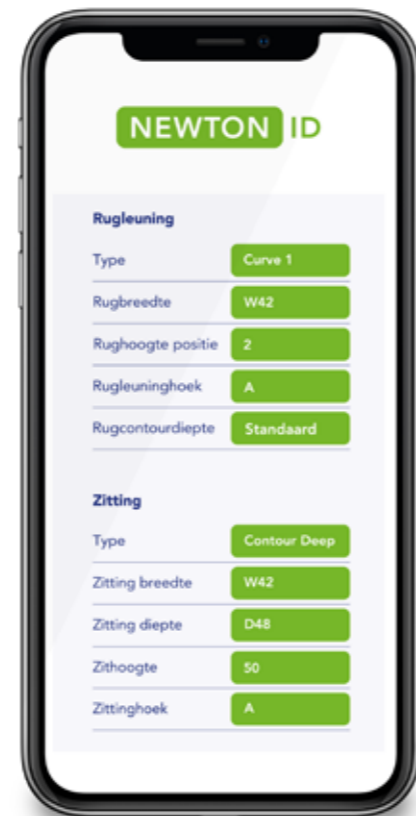 NEWTON ID
Rugleuning
Type Curve 1
Rugbreedte W42
Rughoogte positie 2
Rugleuninghoek A
Rugcontourdiepte Standaard
Zitting
Type Contour Deep
Zitting breedte W42
Zitting diepte D48
Zithoogte 50
Zittinghoek A